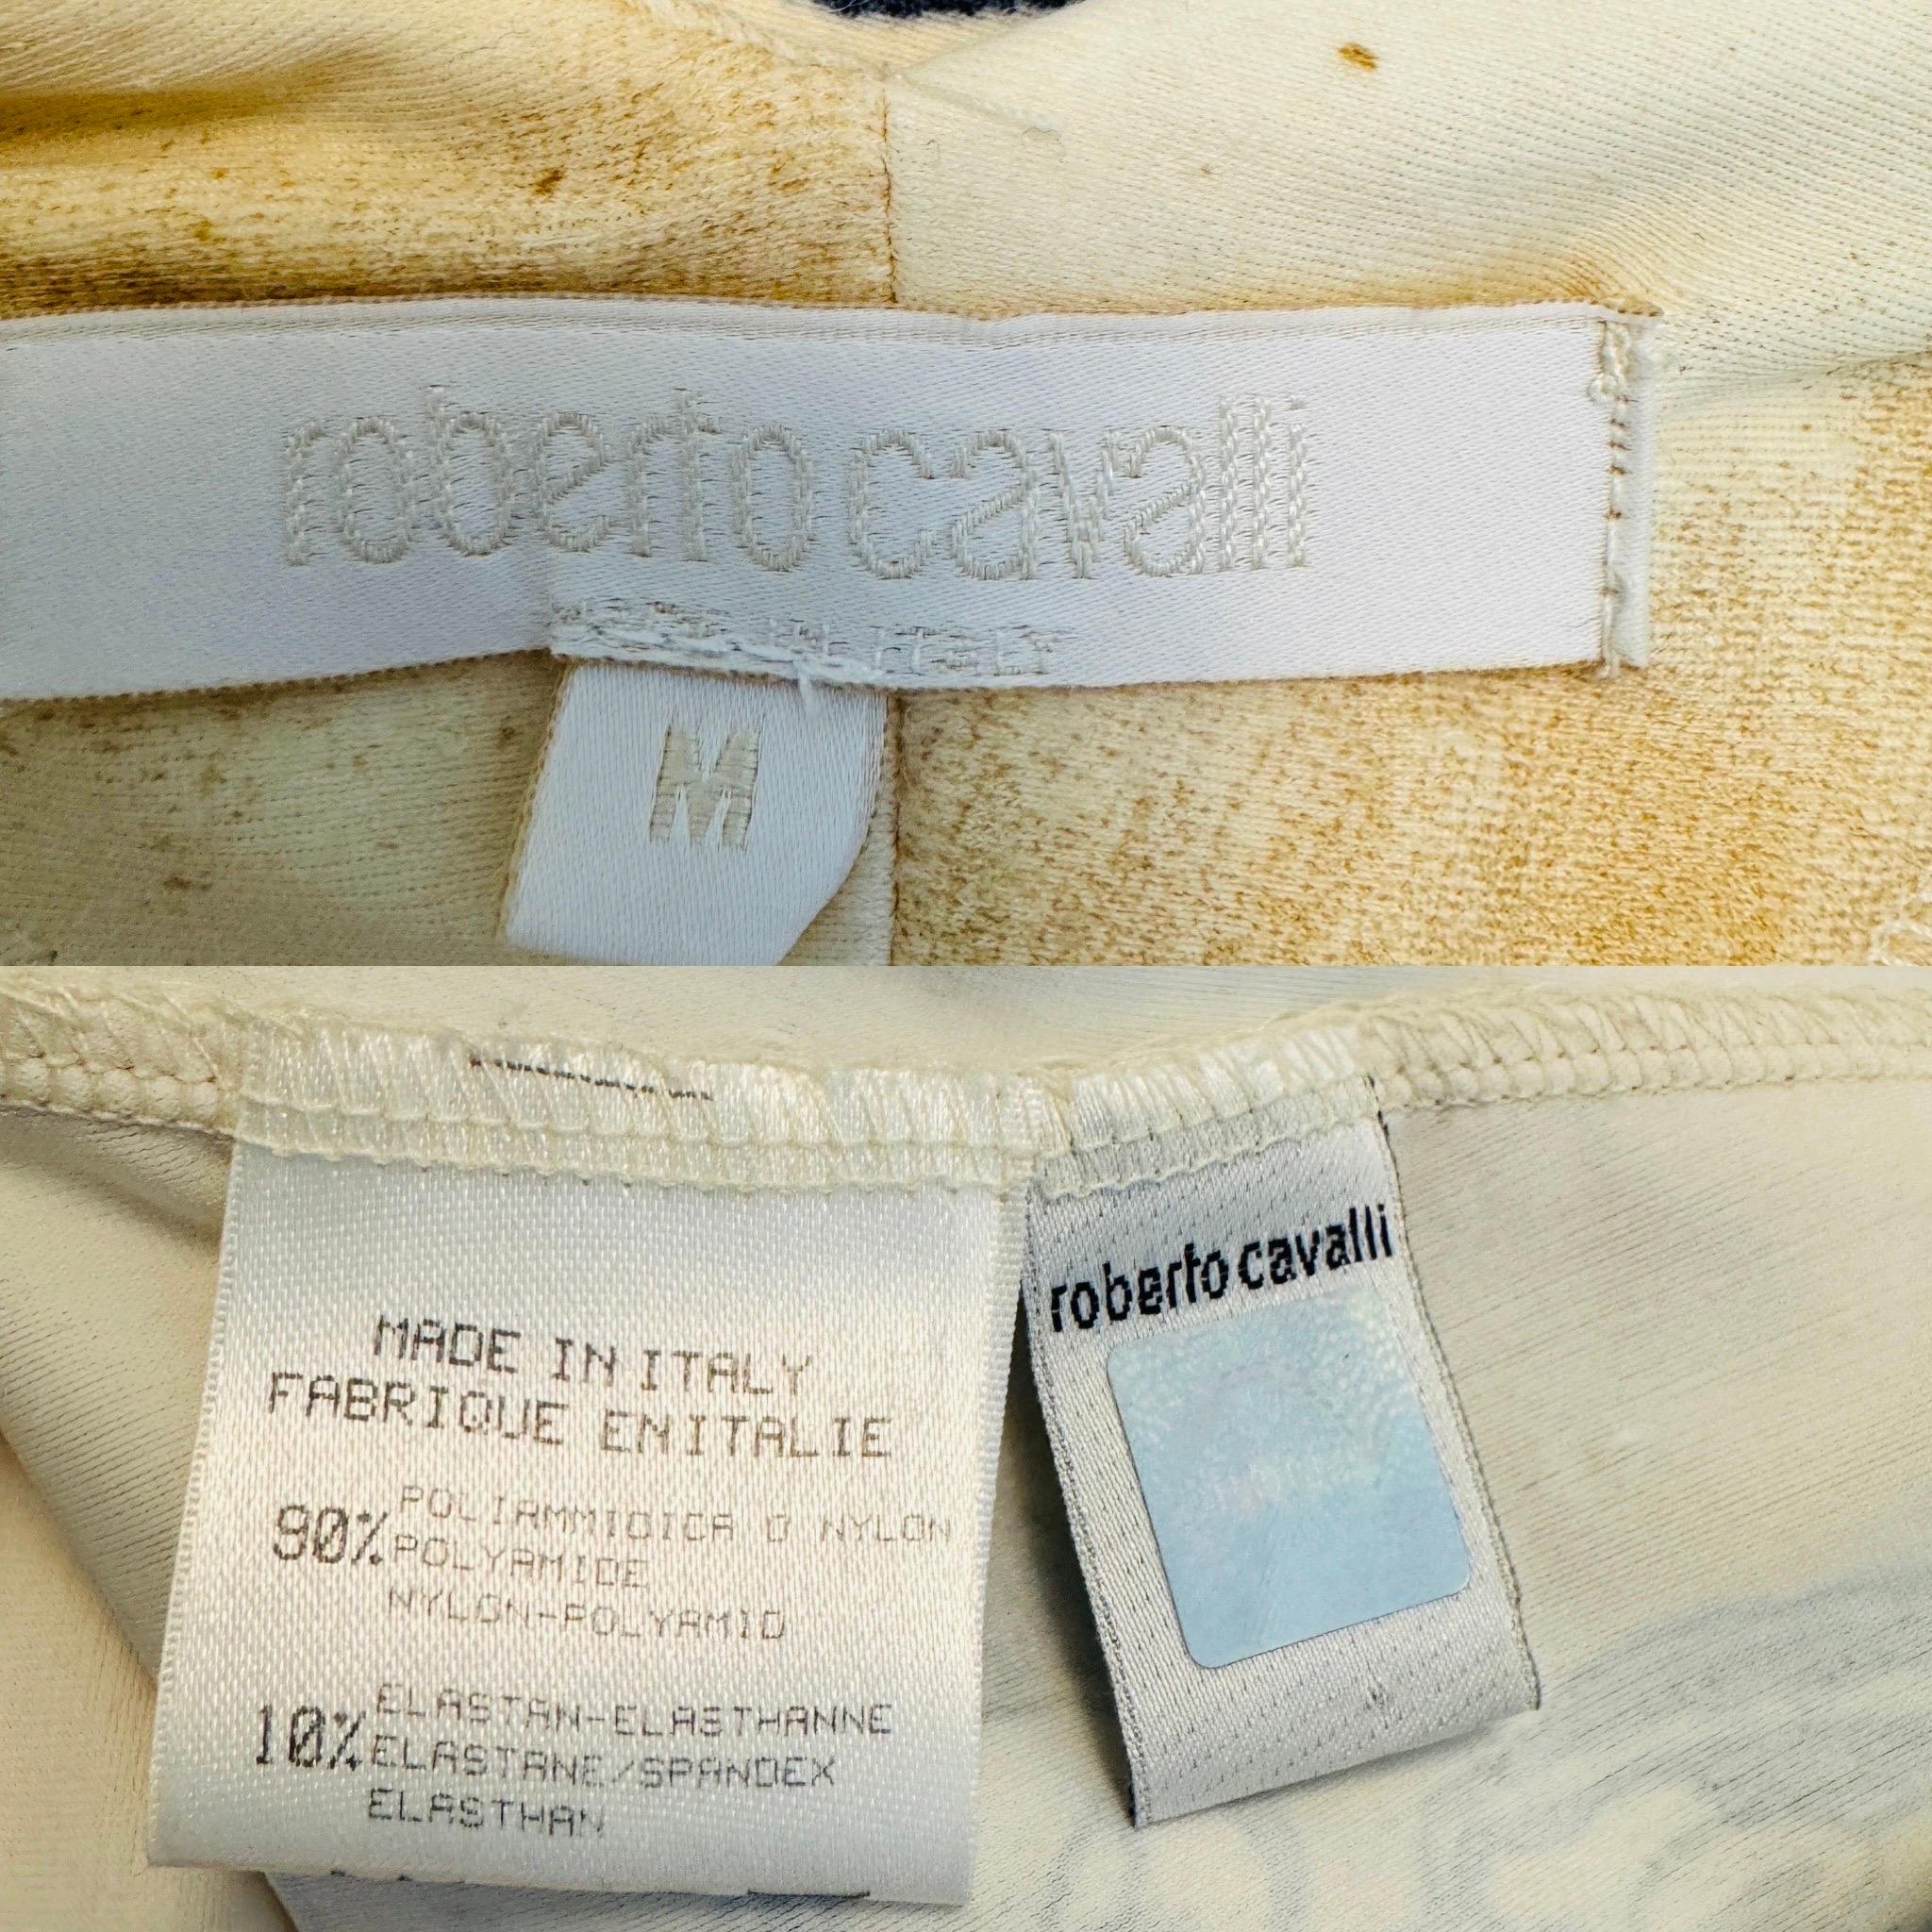 roberto cavalli
M
MADE IN ITALY
FABRIQUE EN ITALIE
90% POLIAMMIDICA O NYLON
POLYAMIDE
NYLON-POLYAMID
10% ELASTAN-ELASTHANNE
ELASTANE/SPANDEX
ELASTHAN
roberto cavalli